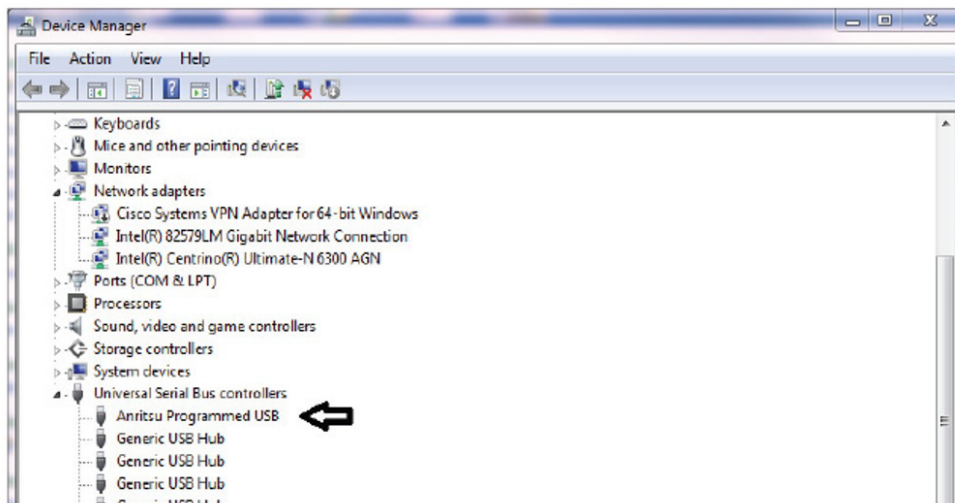 Device Manager
File Action View Help
Keyboards
Mice and other pointing devices
Monitors
Network adapters
Cisco Systems VPN Adapter for 64-bit Windows
Intel(R) 82579LM Gigabit Network Connection
Intel(R) Centrino(R) Ultimate-N 6300 AGN
Ports (COM & LPT)
Processors
Sound, video and game controllers
Storage controllers
System devices
Universal Serial Bus controllers
Anritsu Programmed USB
Generic USB Hub
Generic USB Hub
Generic USB Hub